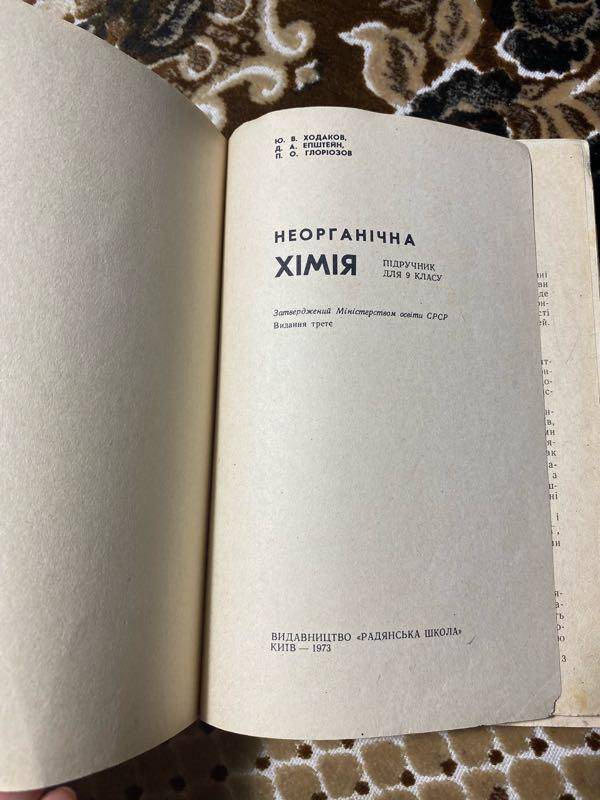 Ю. В. ХОДАКОВ,
Д. А. ЕПШТЕЙН,
П. О. ГЛОРІОЗОВ
НЕОРГАНІЧНА
ХІМІЯ
ПІДРУЧНИК
ДЛЯ 9 КЛАСУ
Затверджений Міністерством освіти СРСР
Видання третє
ВИДАВНИЦТВО «РАДЯНСЬКА ШКОЛА»
КИЇВ — 1973
3